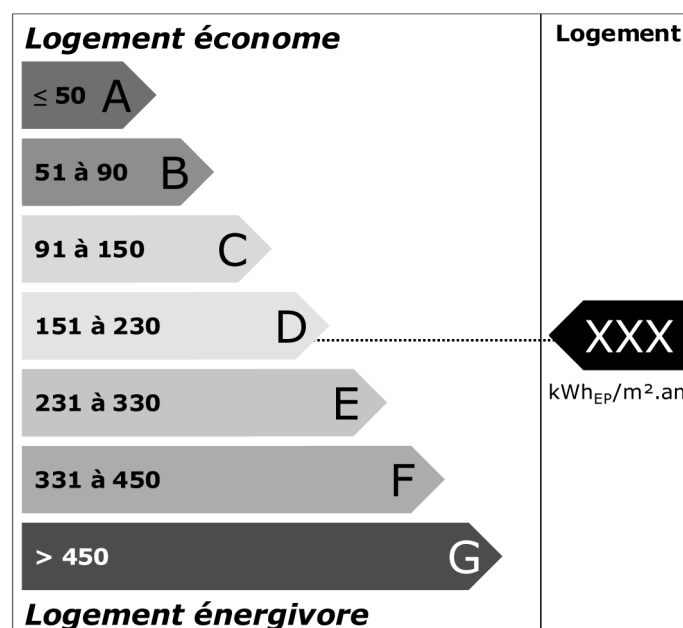 Logement économe
Logement
≤ 50 A
51 à 90 B
91 à 150 C
151 à 230 D
XXX
kWhEP/m².an
231 à 330 E
331 à 450 F
> 450 G
Logement énergivore